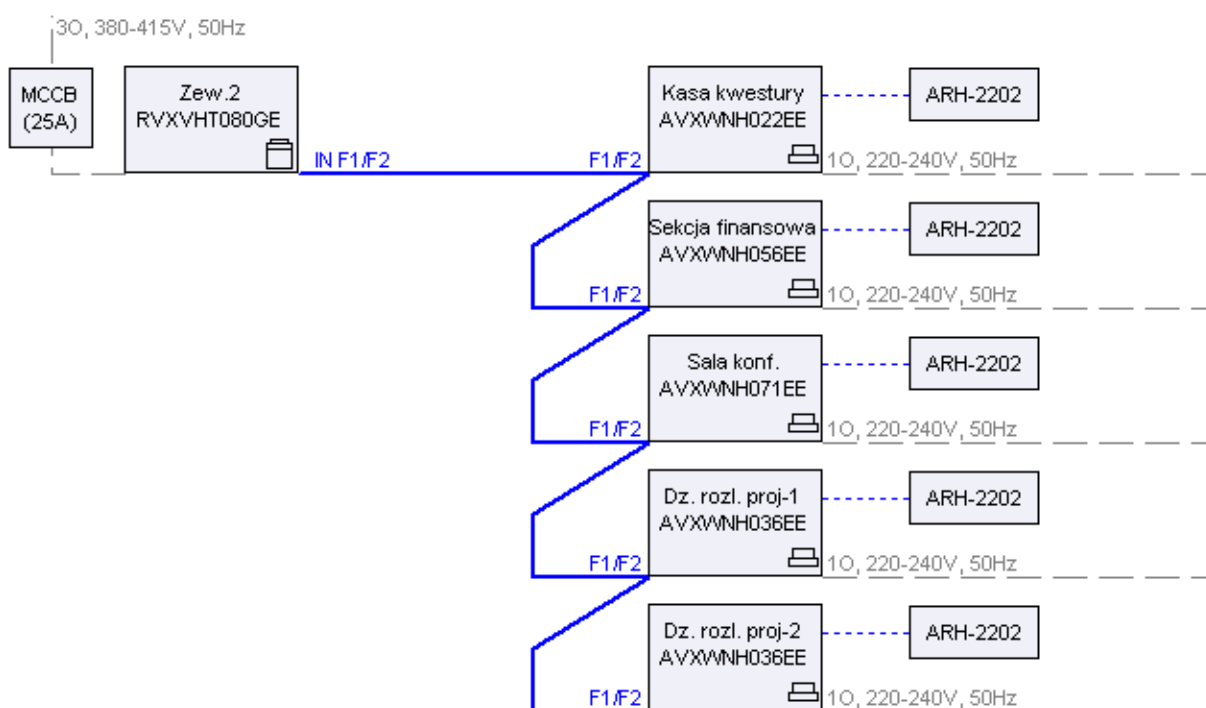 3O, 380-415V, 50Hz
MCCB
(25A)
Zew.2
RVXVHT080GE
IN F1/F2
F1/F2
Kasa kwestury
AVXWNH022EE
ARH-2202
1O, 220-240V, 50Hz
Sekcja finansowa
AVXWNH056EE
ARH-2202
F1/F2
1O, 220-240V, 50Hz
Sala konf.
AVXWNH071EE
ARH-2202
F1/F2
1O, 220-240V, 50Hz
Dz. rozl. proj-1
AVXWNH036EE
ARH-2202
F1/F2
1O, 220-240V, 50Hz
Dz. rozl. proj-2
AVXWNH036EE
ARH-2202
F1/F2
1O, 220-240V, 50Hz